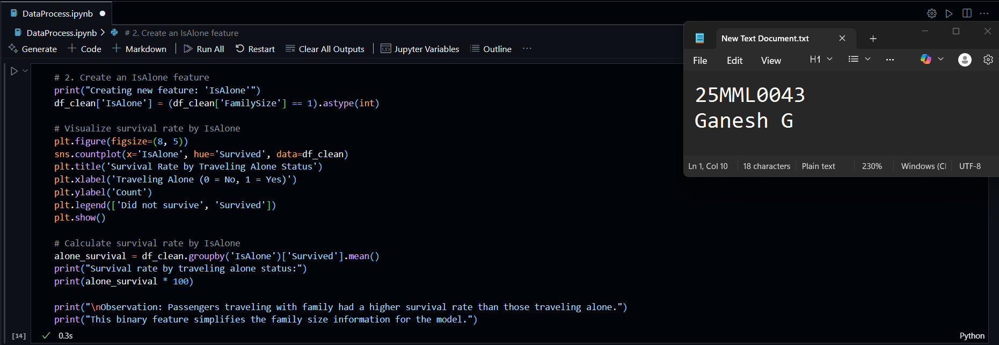 DataProcess.ipynb
DataProcess.ipynb > # 2. Create an IsAlone feature
Generate + Code + Markdown | Run All Restart Clear All Outputs | Jupyter Variables Outline ...
# 2. Create an IsAlone feature
print("Creating new feature: 'IsAlone'")
df_clean['IsAlone'] = (df_clean['FamilySize'] == 1).astype(int)
# Visualize survival rate by IsAlone
plt.figure(figsize=(8, 5))
sns.countplot(x='IsAlone', hue='Survived', data=df_clean)
plt.title('Survival Rate by Traveling Alone Status')
plt.xlabel('Traveling Alone (0 = No, 1 = Yes)')
plt.ylabel('Count')
plt.legend(['Did not survive', 'Survived'])
plt.show()
# Calculate survival rate by IsAlone
alone_survival = df_clean.groupby('IsAlone')['Survived'].mean()
print("Survival rate by traveling alone status:")
print(alone_survival * 100)
print("\nObservation: Passengers traveling with family had a higher survival rate than those traveling alone.")
print("This binary feature simplifies the family size information for the model.")
[14] 0.3s
Python
New Text Document.txt
File Edit View H1
25MML0043
Ganesh G
Ln 1, Col 10 18 characters Plain text 230% Windows (Cl UTF-8